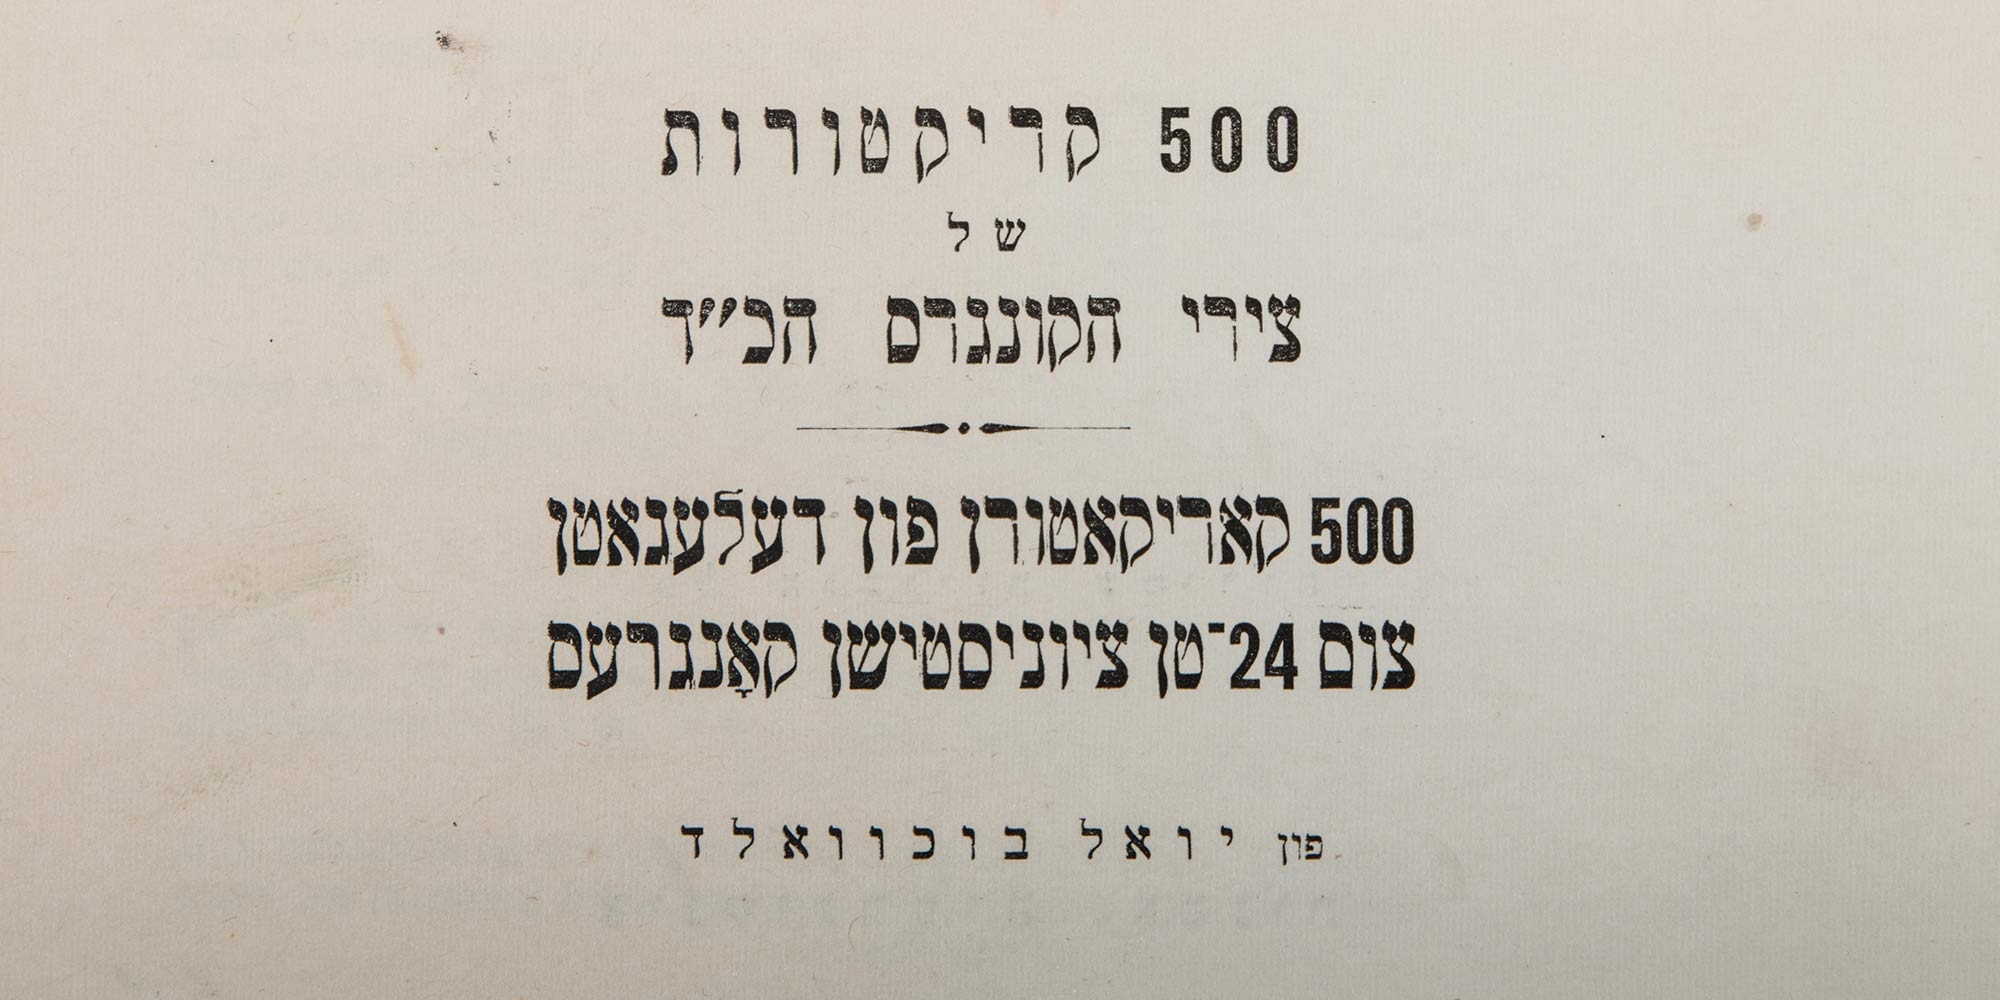 500 קריקטורות
של
צירי הקונגרס הכ״ד
500 קאריקאטורן פון דעלעגאטן
צום 24־טן ציוניסטישן קאָנגרעס
פון יואל בוכוואלד